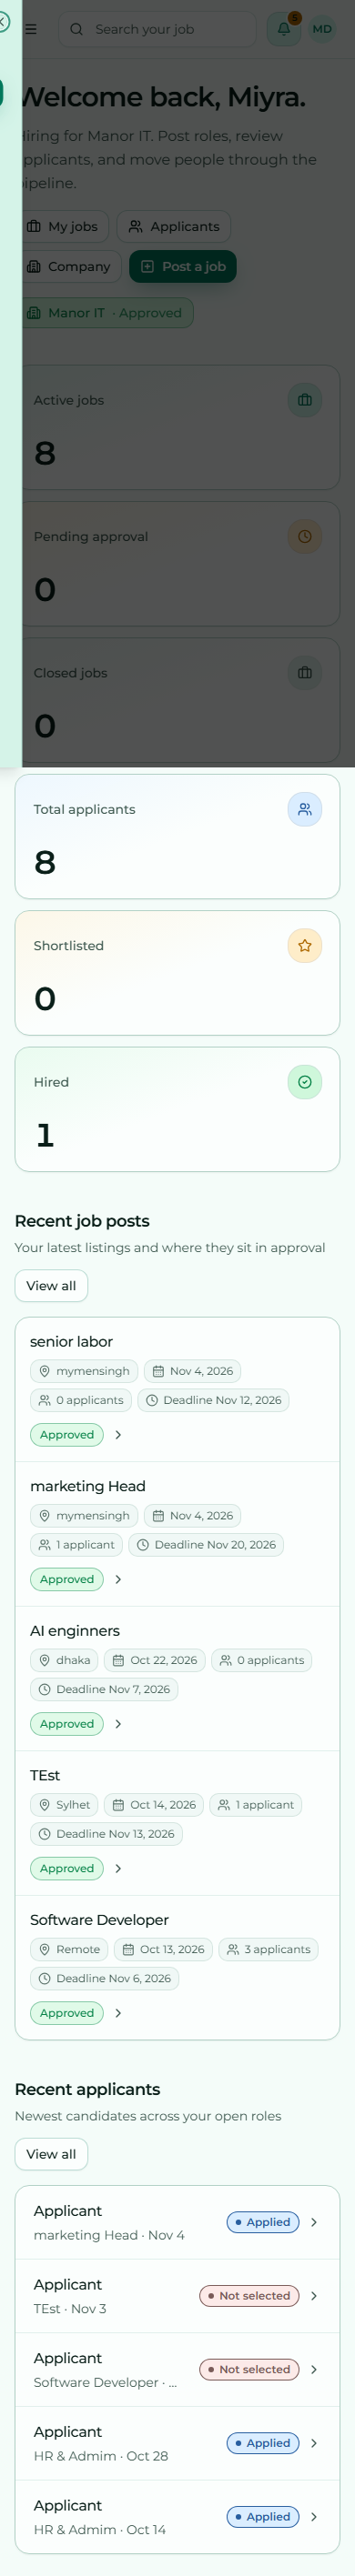 Search your job
5
MD
Welcome back, Miyra.
Hiring for Manor IT. Post roles, review
applicants, and move people through the
pipeline.
My jobs
Applicants
Company
Post a job
Manor IT · Approved
Active jobs
8
Pending approval
0
Closed jobs
0
Total applicants
8
Shortlisted
0
Hired
1
Recent job posts
Your latest listings and where they sit in approval
View all
senior labor
mymensingh
Nov 4, 2026
0 applicants
Deadline Nov 12, 2026
Approved
marketing Head
mymensingh
Nov 4, 2026
1 applicant
Deadline Nov 20, 2026
Approved
AI enginners
dhaka
Oct 22, 2026
0 applicants
Deadline Nov 7, 2026
Approved
TEst
Sylhet
Oct 14, 2026
1 applicant
Deadline Nov 13, 2026
Approved
Software Developer
Remote
Oct 13, 2026
3 applicants
Deadline Nov 6, 2026
Approved
Recent applicants
Newest candidates across your open roles
View all
Applicant
marketing Head · Nov 4
Applied
Applicant
TEst · Nov 3
Not selected
Applicant
Software Developer · ...
Not selected
Applicant
HR & Admim · Oct 28
Applied
Applicant
HR & Admim · Oct 14
Applied